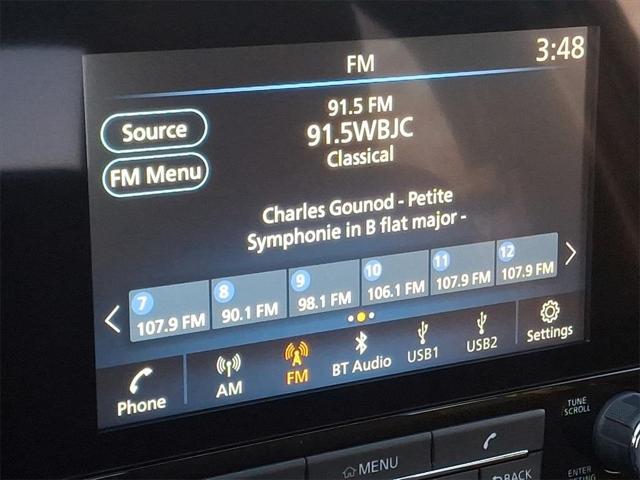 FM
3:48
91.5 FM
91.5WBJC
Classical
Source
FM Menu
Charles Gounod - Petite
Symphonie in B flat major -
7
107.9 FM
8
90.1 FM
9
98.1 FM
10
106.1 FM
11
107.9 FM
12
107.9 FM
Phone
AM
FM
BT Audio
USB1
USB2
Settings
TUNE
SCROLL
MENU
BACK
ENTER